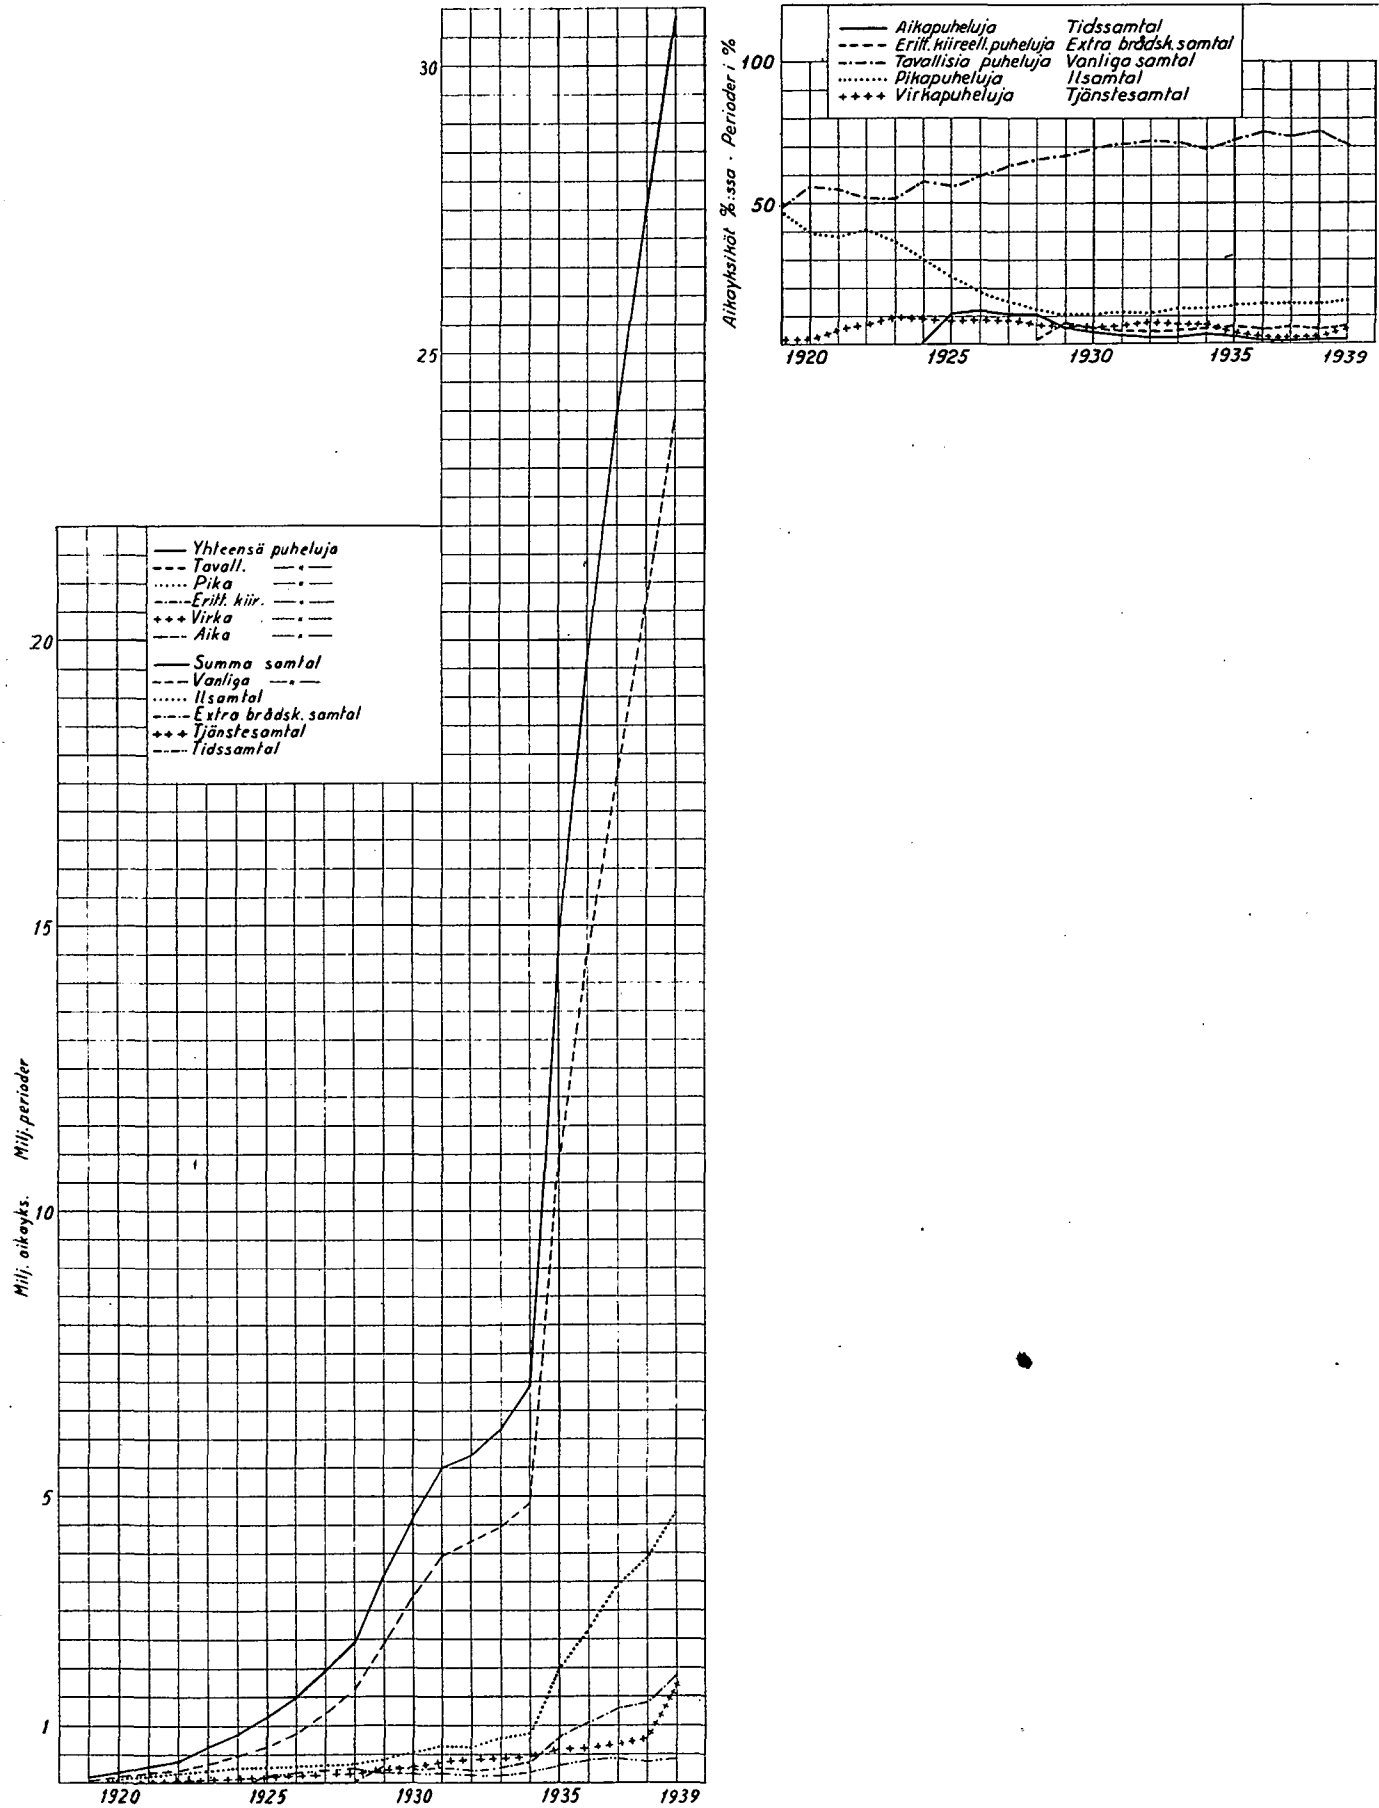 Aikapuheluja Tidssamtal
Eritt. kiireell. puheluja Extra brådsk. samtal
Tavallisia puheluja Vanliga samtal
Pikapuheluja Ilsamtal
++++ Virkapuheluja Tjänstesamtal
Aikayksiköt %:ssa · Perioder i %
100
50
1920 1925 1930 1935 1939
30
25
20
15
10
5
1
Milj. aikayks. Milj. perioder
Yhteensä puheluja
Tavall. —"—
Pika —"—
Eritt. kiir. —"—
+++ Virka —"—
Aika —"—
Summa samtal
Vanliga —"—
Ilsamtal
Extra brådsk. samtal
+++ Tjänstesamtal
Tidssamtal
1920 1925 1930 1935 1939